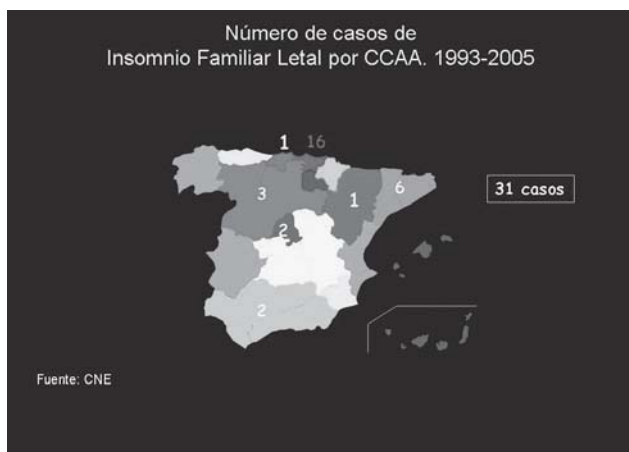 Número de casos de
Insomnio Familiar Letal por CCAA. 1993-2005
1 16
3
1
6
31 casos
2
2
Fuente: CNE